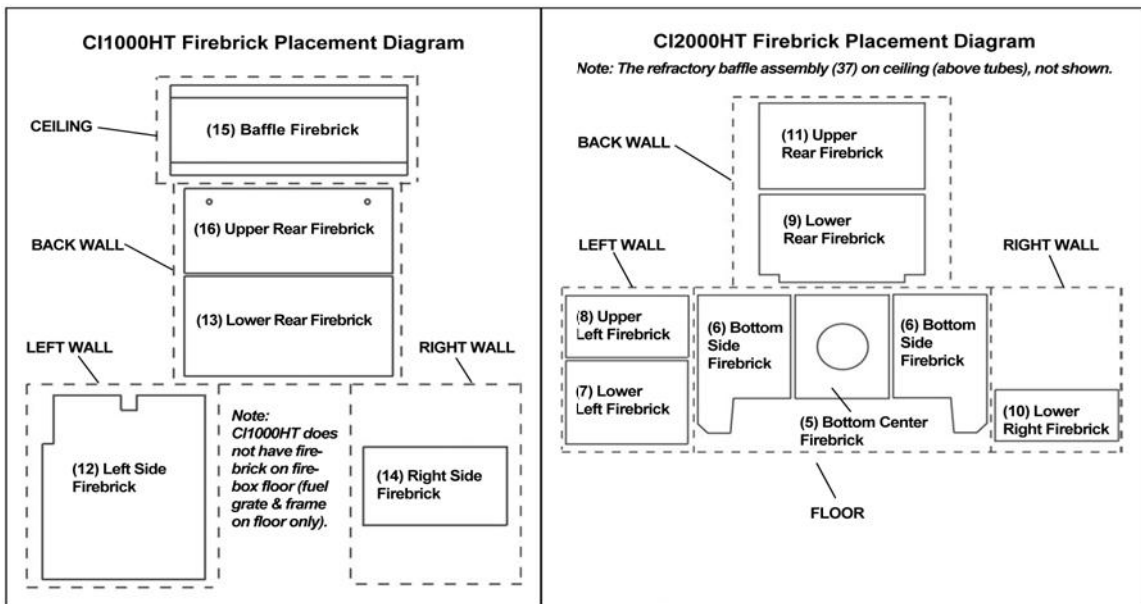 CI1000HT Firebrick Placement Diagram
CEILING
(15) Baffle Firebrick
(16) Upper Rear Firebrick
BACK WALL
(13) Lower Rear Firebrick
LEFT WALL
RIGHT WALL
(12) Left Side
Firebrick
Note:
CI1000HT does
not have fire-
brick on fire-
box floor (fuel
grate & frame
on floor only).
(14) Right Side
Firebrick
CI2000HT Firebrick Placement Diagram
Note: The refractory baffle assembly (37) on ceiling (above tubes), not shown.
BACK WALL
(11) Upper
Rear Firebrick
(9) Lower
Rear Firebrick
LEFT WALL
RIGHT WALL
(8) Upper
Left Firebrick
(7) Lower
Left Firebrick
(6) Bottom
Side
Firebrick
(6) Bottom
Side
Firebrick
(5) Bottom Center
Firebrick
(10) Lower
Right Firebrick
FLOOR